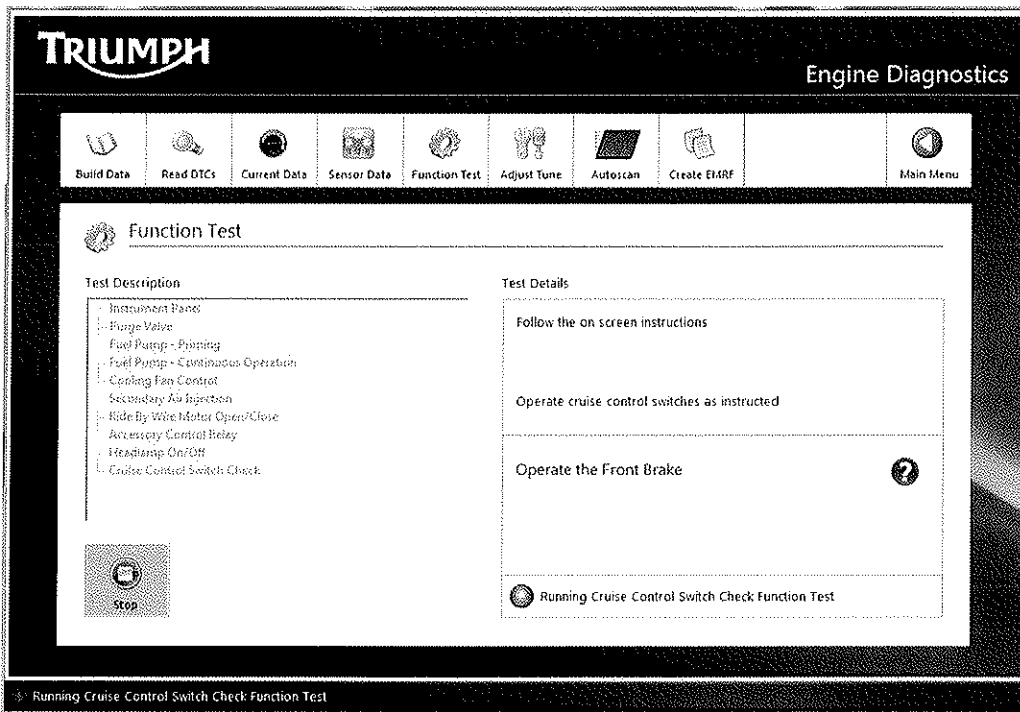 TRIUMPH
Engine Diagnostics
Build Data
Read DTCs
Current Data
Sensor Data
Function Test
Adjust Tune
Autoscan
Create EMRF
Main Menu
Function Test
Test Description
Test Details
Instrument Panel
Purge Valve
Fuel Pump - Priming
Fuel Pump - Continuous Operation
Cooling Fan Control
Secondary Air Injection
Ride By Wire Motor Open/Close
Accessory Control Relay
Headlamp On/Off
Cruise Control Switch Check
Follow the on screen instructions
Operate cruise control switches as instructed
Operate the Front Brake
?
Stop
Running Cruise Control Switch Check Function Test
Running Cruise Control Switch Check Function Test